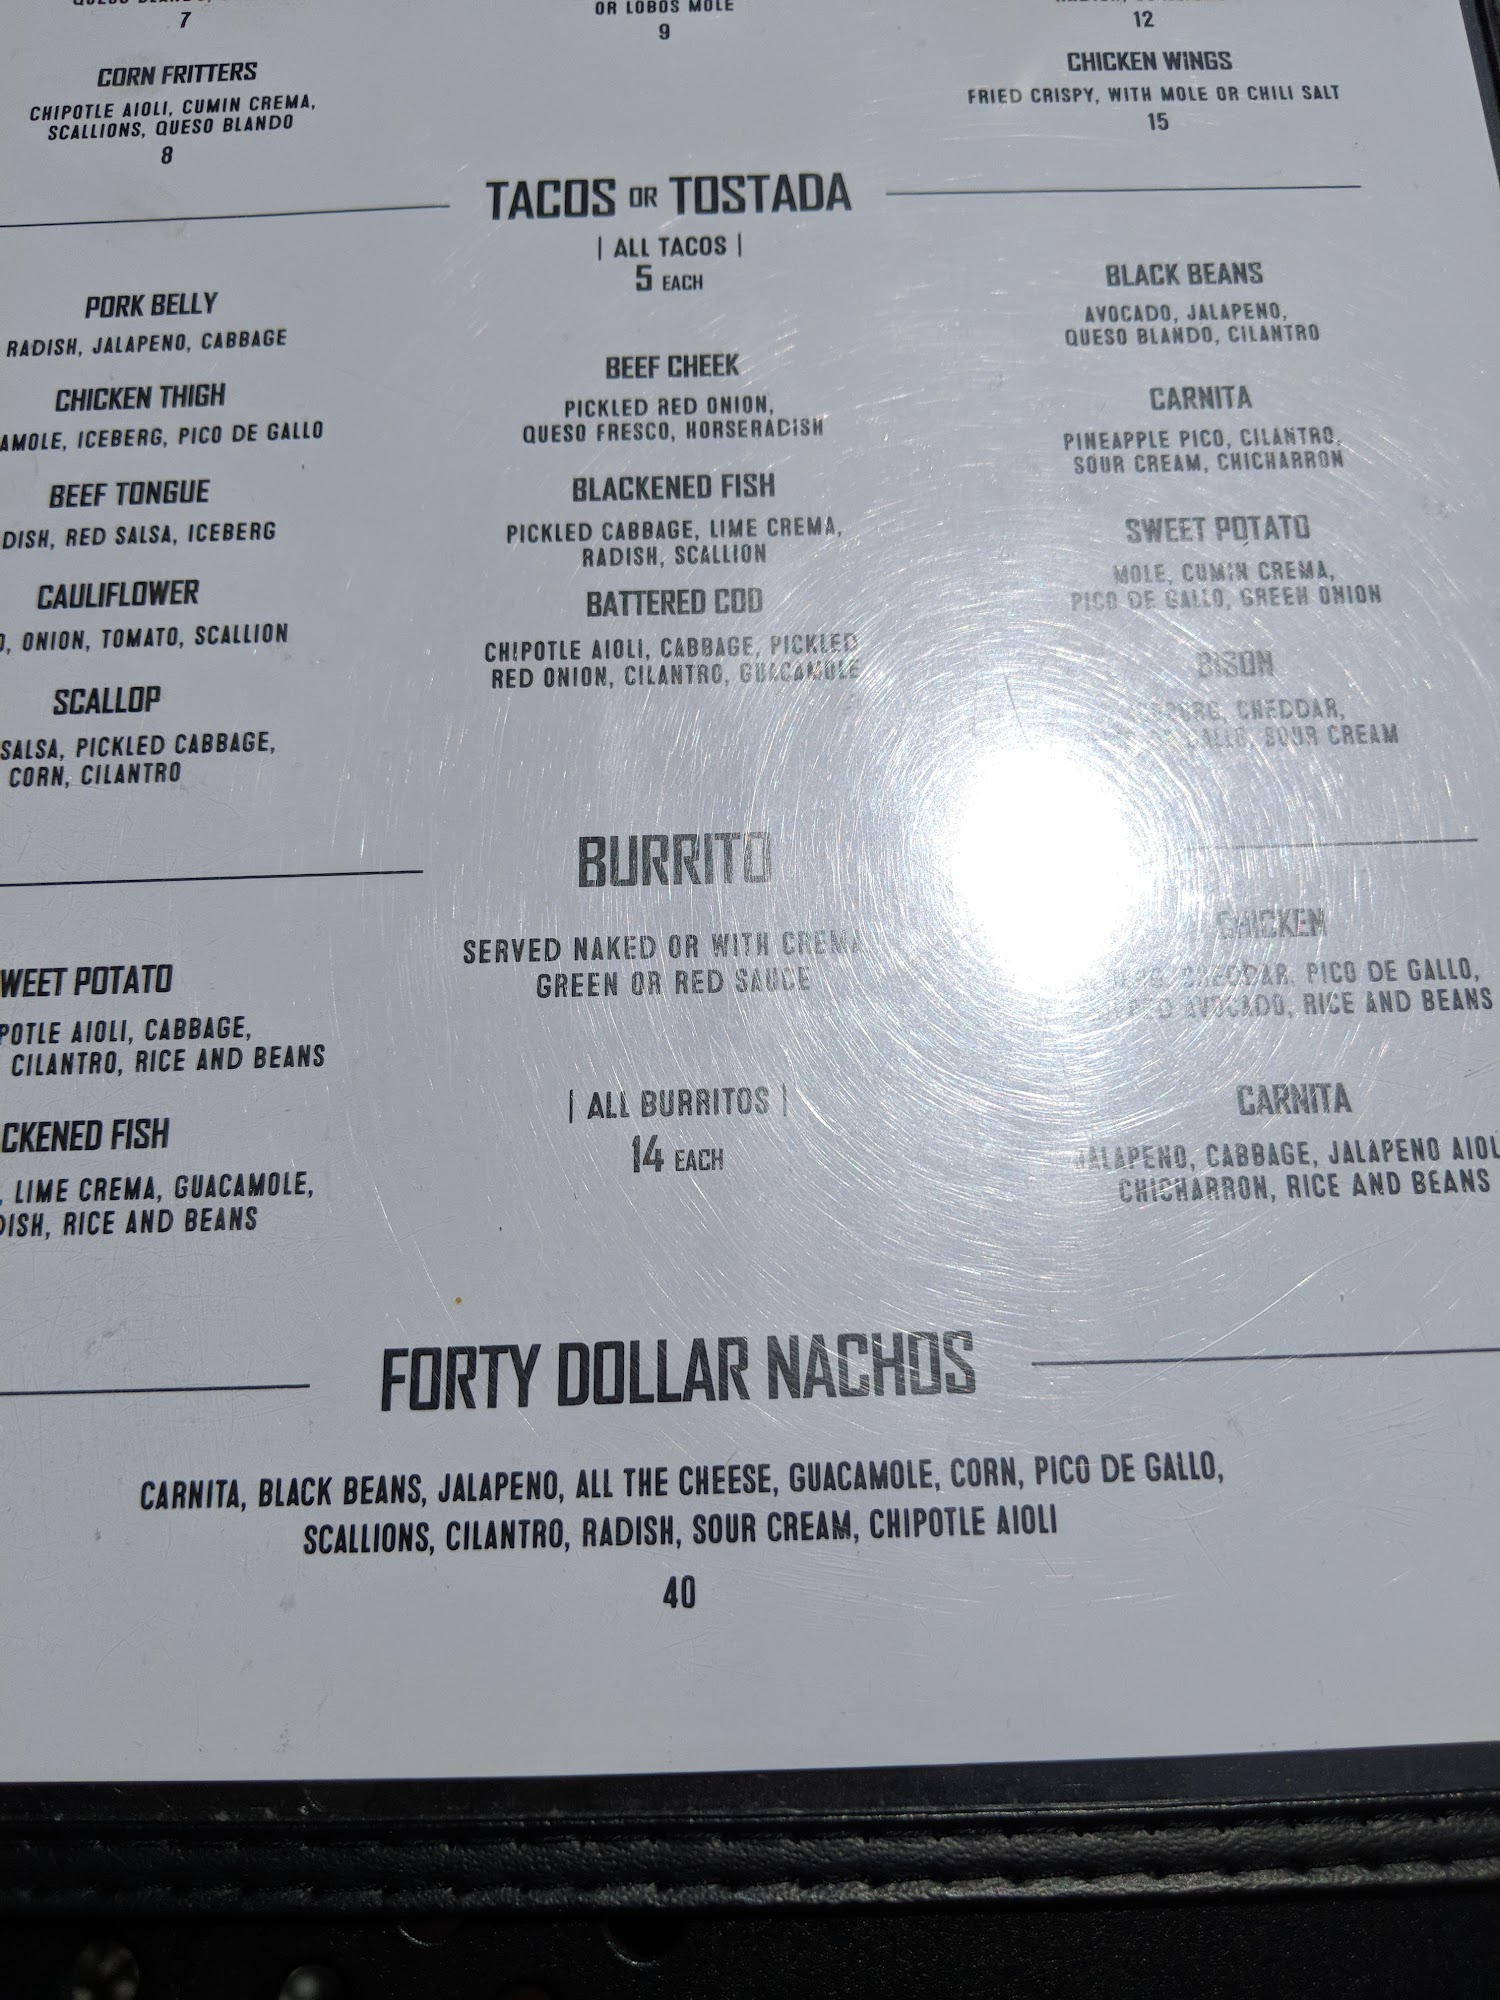 7
CORN FRITTERS
CHIPOTLE AIOLI, CUMIN CREMA,
SCALLIONS, QUESO BLANDO
8
OR LOBOS MOLE
9
12
CHICKEN WINGS
FRIED CRISPY, WITH MOLE OR CHILI SALT
15
TACOS OR TOSTADA
| ALL TACOS |
5 EACH
PORK BELLY
RADISH, JALAPENO, CABBAGE
CHICKEN THIGH
AMOLE, ICEBERG, PICO DE GALLO
BEEF TONGUE
DISH, RED SALSA, ICEBERG
CAULIFLOWER
, ONION, TOMATO, SCALLION
SCALLOP
SALSA, PICKLED CABBAGE,
CORN, CILANTRO
BEEF CHEEK
PICKLED RED ONION,
QUESO FRESCO, HORSERADISH
BLACKENED FISH
PICKLED CABBAGE, LIME CREMA,
RADISH, SCALLION
BATTERED COD
CHIPOTLE AIOLI, CABBAGE, PICKLED
RED ONION, CILANTRO, GUACAMOLE
BLACK BEANS
AVOCADO, JALAPENO,
QUESO BLANDO, CILANTRO
CARNITA
PINEAPPLE PICO, CILANTRO,
SOUR CREAM, CHICHARRON
SWEET POTATO
MOLE, CUMIN CREMA,
PICO DE GALLO, GREEN ONION
BISON
CHEDDAR,
GALLO, SOUR CREAM
BURRITO
SERVED NAKED OR WITH CREMA
GREEN OR RED SAUCE
| ALL BURRITOS |
14 EACH
WEET POTATO
POTLE AIOLI, CABBAGE,
CILANTRO, RICE AND BEANS
CKENED FISH
, LIME CREMA, GUACAMOLE,
DISH, RICE AND BEANS
CHICKEN
CHEDDAR, PICO DE GALLO,
AVOCADO, RICE AND BEANS
CARNITA
JALAPENO, CABBAGE, JALAPENO AIOL
CHICHARRON, RICE AND BEANS
FORTY DOLLAR NACHOS
CARNITA, BLACK BEANS, JALAPENO, ALL THE CHEESE, GUACAMOLE, CORN, PICO DE GALLO,
SCALLIONS, CILANTRO, RADISH, SOUR CREAM, CHIPOTLE AIOLI
40